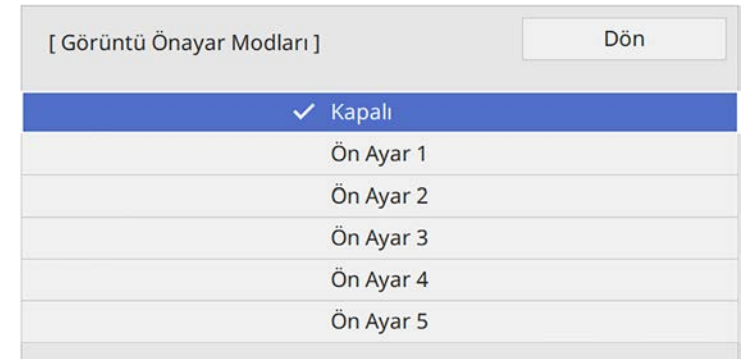 [ Görüntü Önayar Modları ]
Dön
Kapalı
Ön Ayar 1
Ön Ayar 2
Ön Ayar 3
Ön Ayar 4
Ön Ayar 5